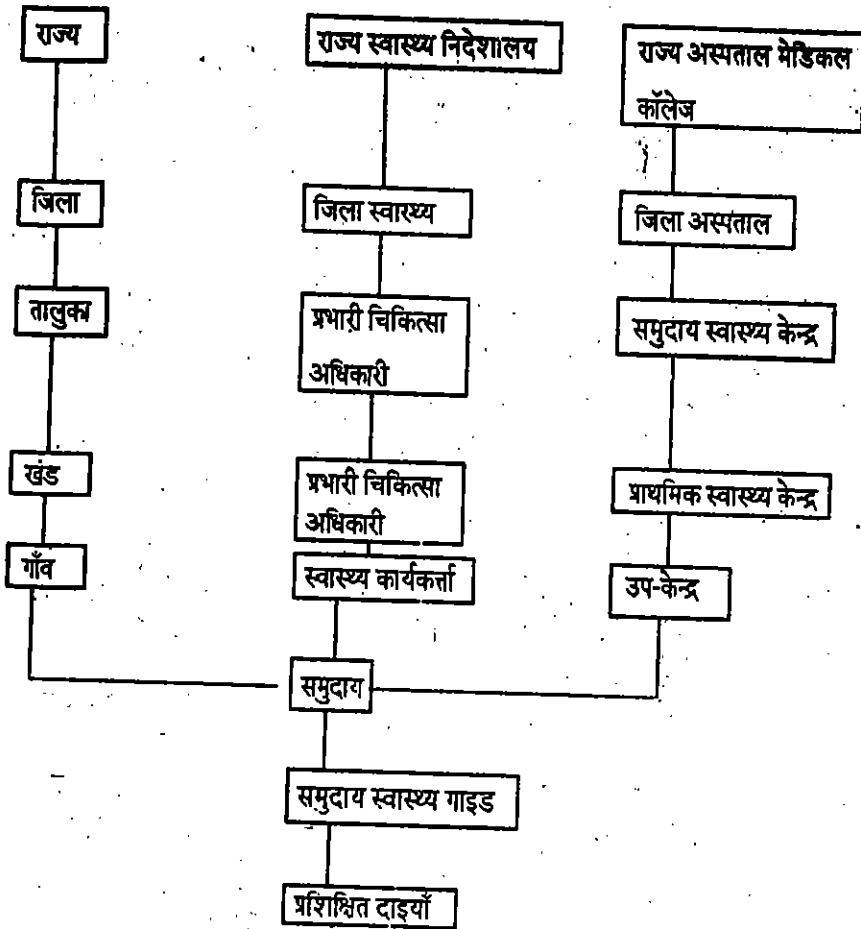 राज्य
राज्य स्वास्थ्य निदेशालय
राज्य अस्पताल मेडिकल
कॉलेज
जिला
जिला स्वास्थ्य
जिला अस्पताल
तालुका
प्रभारी चिकित्सा
अधिकारी
समुदाय स्वास्थ्य केन्द्र
खंड
प्रभारी चिकित्सा
अधिकारी
प्राथमिक स्वास्थ्य केन्द्र
गाँव
स्वास्थ्य कार्यकर्त्ता
उप-केन्द्र
समुदाय
समुदाय स्वास्थ्य गाइड
प्रशिक्षित दाइयाँ